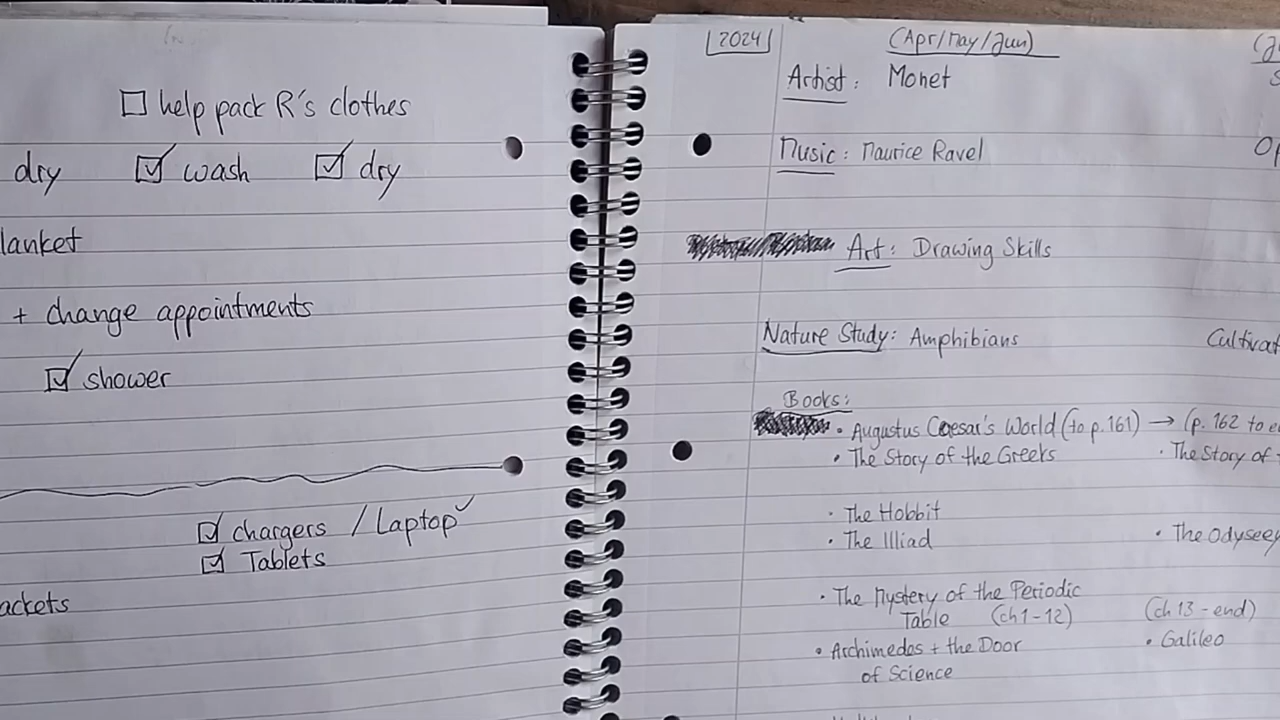 ☐ help pack R's clothes
dry ☑ wash ☑ dry
lanket
+ change appointments
☑ shower
☑ chargers / Laptop ✓
☑ Tablets
ackets
2024 (Apr/May/Jun)
Artist: Monet
Music: Maurice Ravel
Art: Drawing Skills
Nature Study: Amphibians Cultivat
Books:
• Augustus Caesar's World (to p.161) → (p. 162 to e
• The Story of the Greeks • The Story of
• The Hobbit
• The Illiad • The Odyseey
• The Mystery of the Periodic
Table (ch 1-12) (ch 13 - end)
• Archimedes + the Door • Galileo
of Science